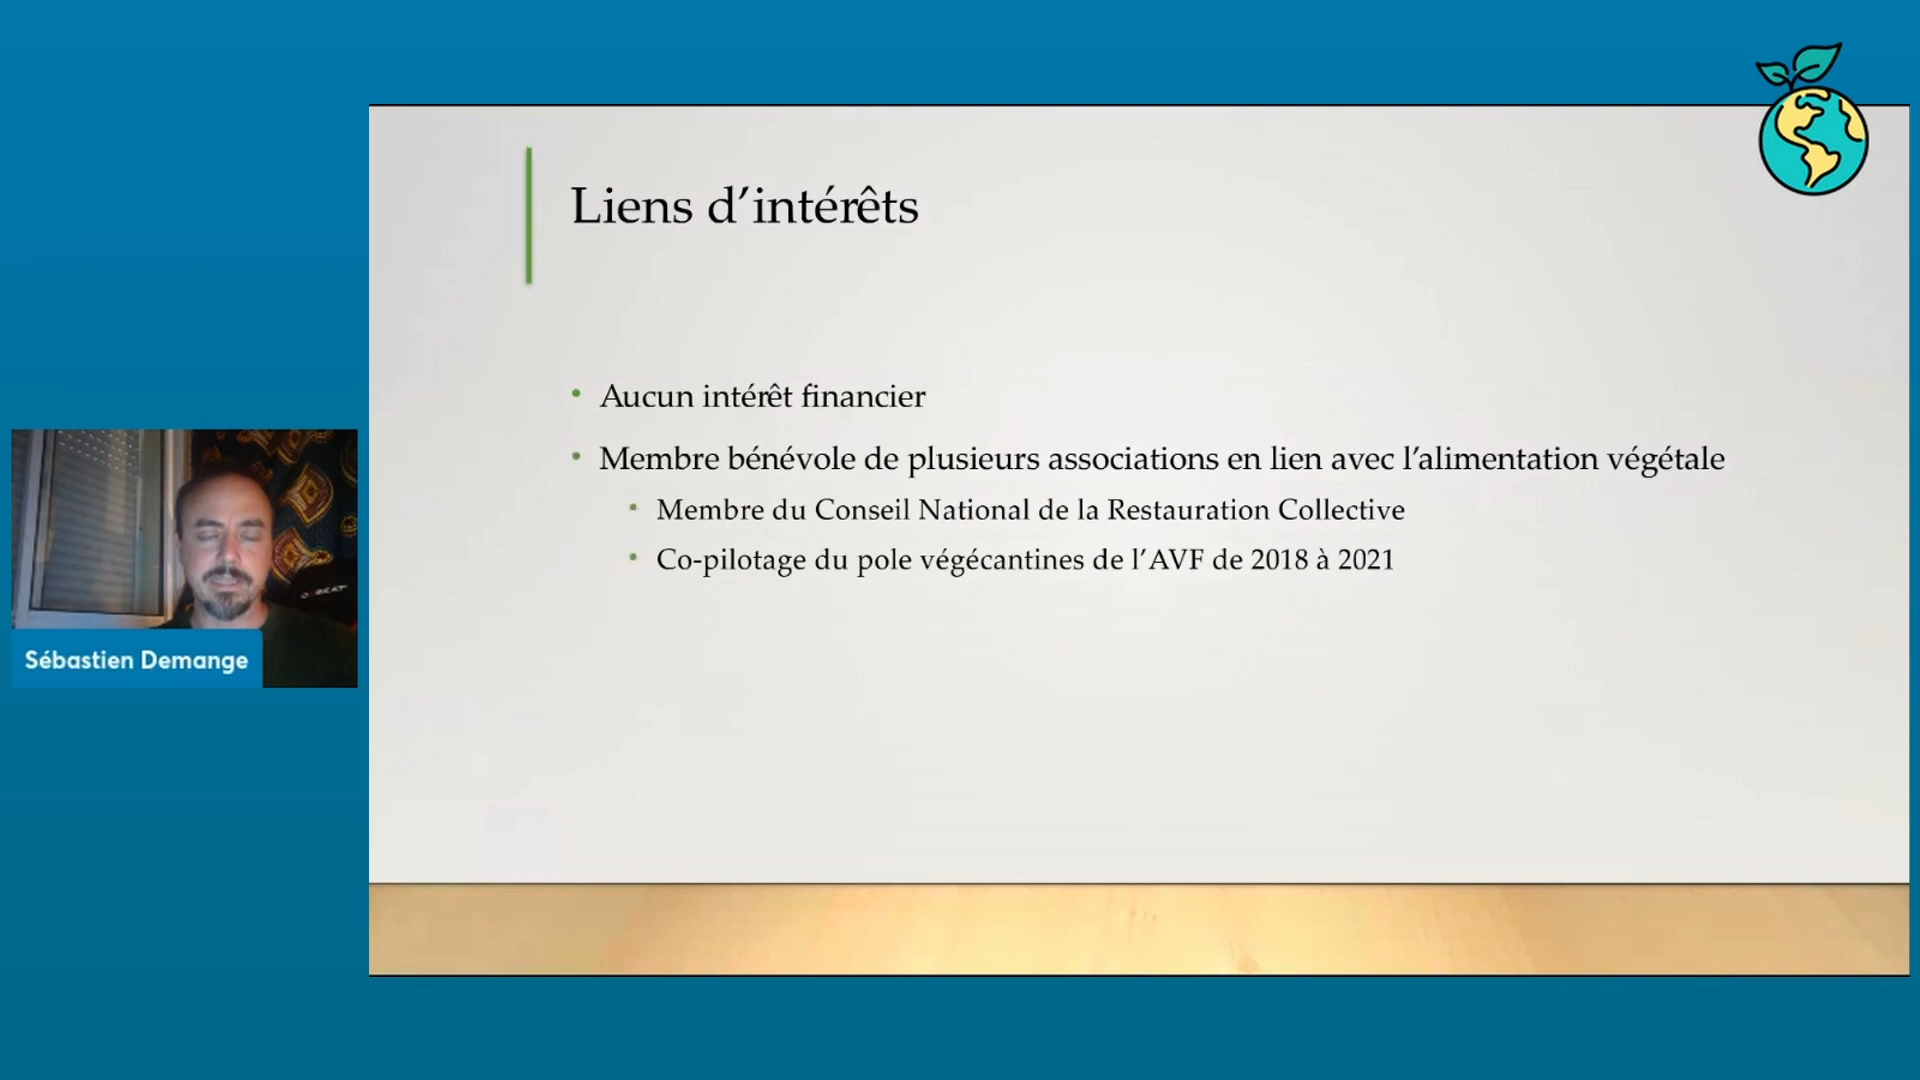 Liens d’intérêts
Aucun intérêt financier
Membre bénévole de plusieurs associations en lien avec l’alimentation végétale
Membre du Conseil National de la Restauration Collective
Co-pilotage du pole végécantines de l’AVF de 2018 à 2021
Sébastien Demange